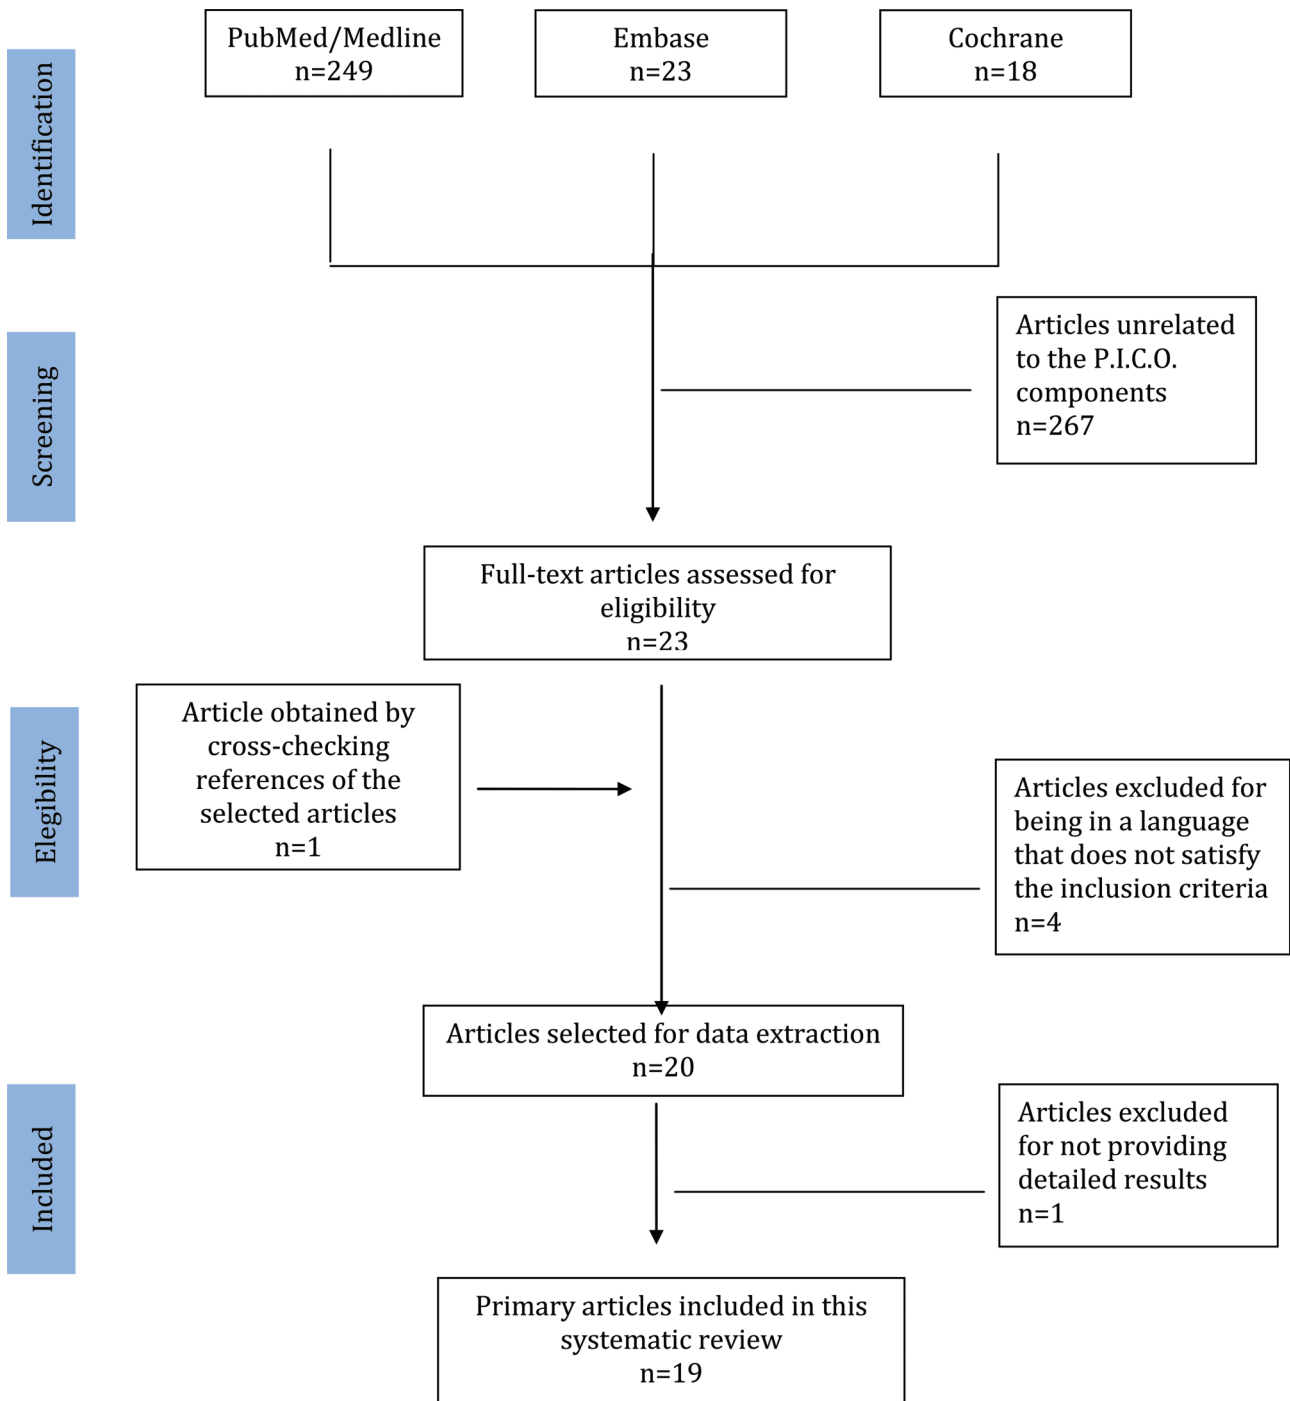 PubMed/Medline
n=249
Embase
n=23
Cochrane
n=18
Identification
Articles unrelated
to the P.I.C.O.
components
n=267
Screening
Full-text articles assessed for
eligibility
n=23
Article obtained by
cross-checking
references of the
selected articles
n=1
Elegibility
Articles excluded for
being in a language
that does not satisfy
the inclusion criteria
n=4
Articles selected for data extraction
n=20
Included
Articles excluded
for not providing
detailed results
n=1
Primary articles included in this
systematic review
n=19